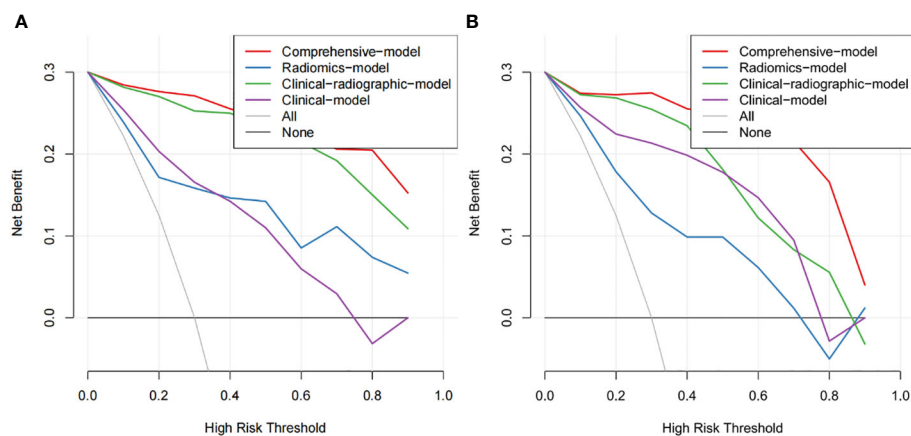 A
Comprehensive-model
Radiomics-model
Clinical-radiographic-model
Clinical-model
All
None
Net Benefit
0.3
0.2
0.1
0.0
0.0 0.2 0.4 0.6 0.8 1.0
High Risk Threshold
B
Comprehensive-model
Radiomics-model
Clinical-radiographic-model
Clinical-model
All
None
Net Benefit
0.3
0.2
0.1
0.0
0.0 0.2 0.4 0.6 0.8 1.0
High Risk Threshold